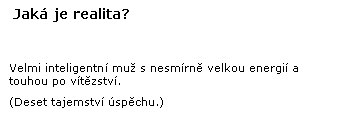 Jaká je realita?
Velmi inteligentní muž s nesmírně velkou energií a
touhou po vítězství.
(Deset tajemství úspěchu.)